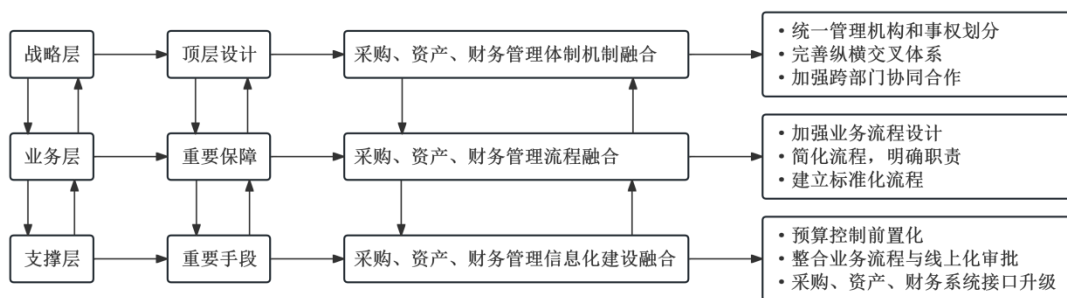 战略层
顶层设计
采购、资产、财务管理体制机制融合
• 统一管理机构和事权划分
• 完善纵横交叉体系
• 加强跨部门协同合作
业务层
重要保障
采购、资产、财务管理流程融合
• 加强业务流程设计
• 简化流程，明确职责
• 建立标准化流程
支撑层
重要手段
采购、资产、财务管理信息化建设融合
• 预算控制前置化
• 整合业务流程与线上化审批
• 采购、资产、财务系统接口升级